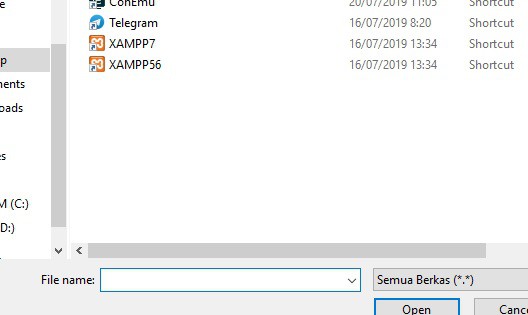 ConEmu 20/07/2019 11:05 Shortcut
Telegram 16/07/2019 8:20 Shortcut
XAMPP7 16/07/2019 13:34 Shortcut
p XAMPP56 16/07/2019 13:34 Shortcut
ments
oads
s
M (C:)
D:)
File name: Semua Berkas (*.*)
Open Cance